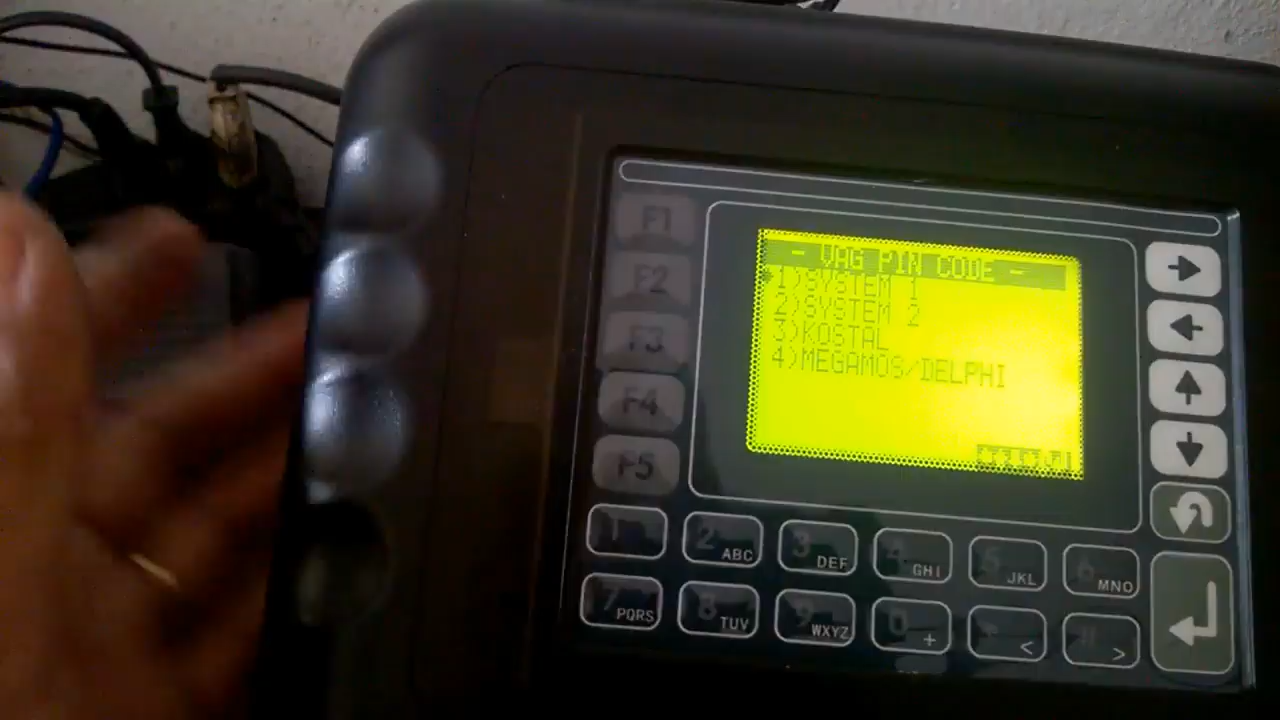 - VAG PIN CODE -
1)SYSTEM 1
2)SYSTEM 2
3)KOSTAL
4)MEGAMOS/DELPHI
F1
F2
F3
F4
F5
1
2 ABC
3 DEF
4 GHI
5 JKL
6 MNO
7 PQRS
8 TUV
9 WXYZ
0 +
* <
# >